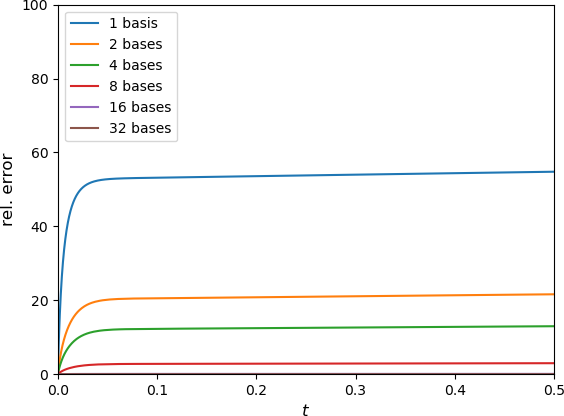 100
80
60
40
20
0
rel. error
1 basis
2 bases
4 bases
8 bases
16 bases
32 bases
0.0 0.1 0.2 0.3 0.4 0.5
t